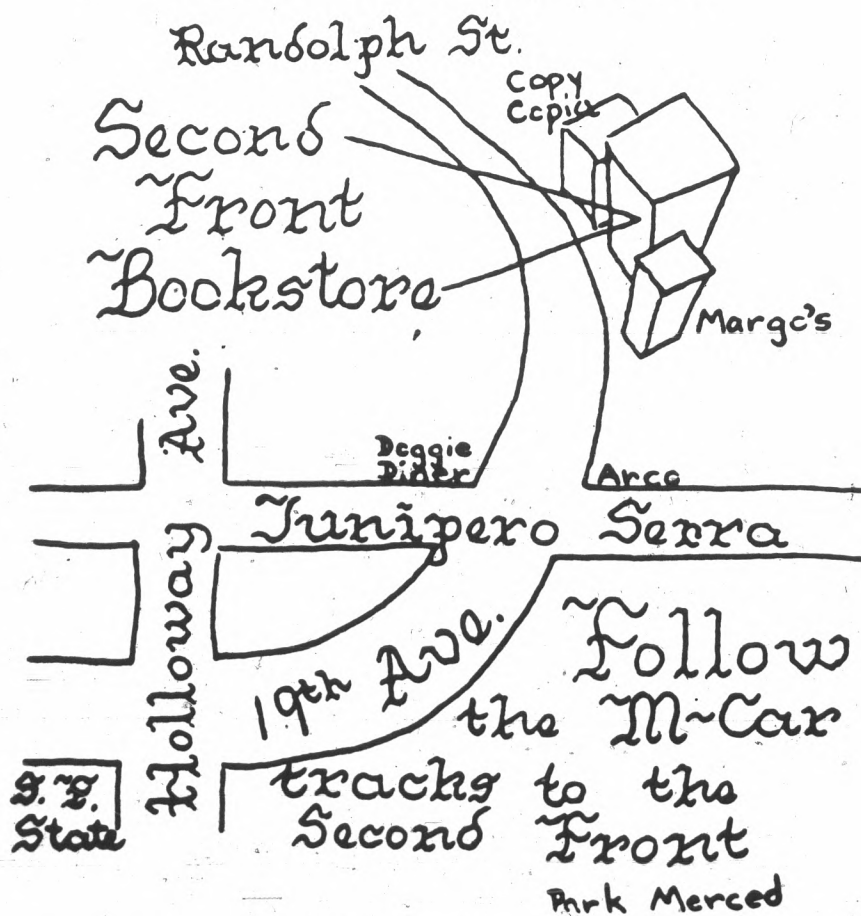 Randolph St.
Copy
Copia
Second
Front
Bookstore
Margo's
Holloway Ave.
Doggie
Diner
Arco
Junipero Serra
19th Ave.
Follow
the M-Car
tracks to the
Second Front
S. F.
State
Park Merced